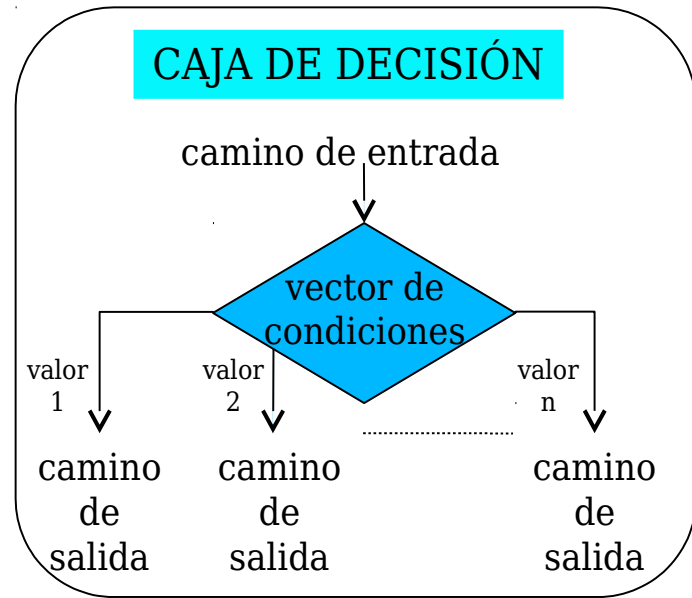 CAJA DE DECISIÓN
camino de entrada
vector de
condiciones
valor
1
valor
2
valor
n
camino
de
salida
camino
de
salida
camino
de
salida